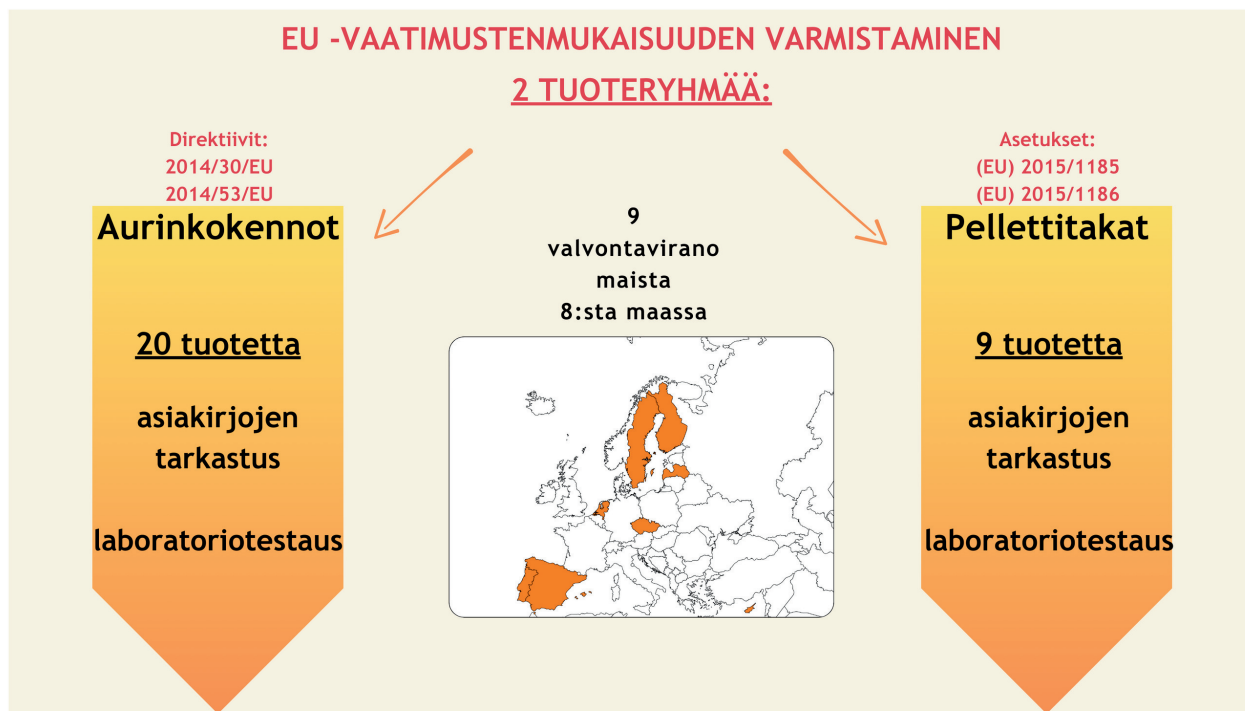 EU -VAATIMUSTENMUKAISUUDEN VARMISTAMINEN
2 TUOTERYHMÄÄ:
Direktiivit:
2014/30/EU
2014/53/EU
Aurinkokennot
20 tuotetta
asiakirjojen
tarkastus
laboratoriotestaus
9
valvontavirano
maista
8:sta maassa
Asetukset:
(EU) 2015/1185
(EU) 2015/1186
Pellettitakat
9 tuotetta
asiakirjojen
tarkastus
laboratoriotestaus